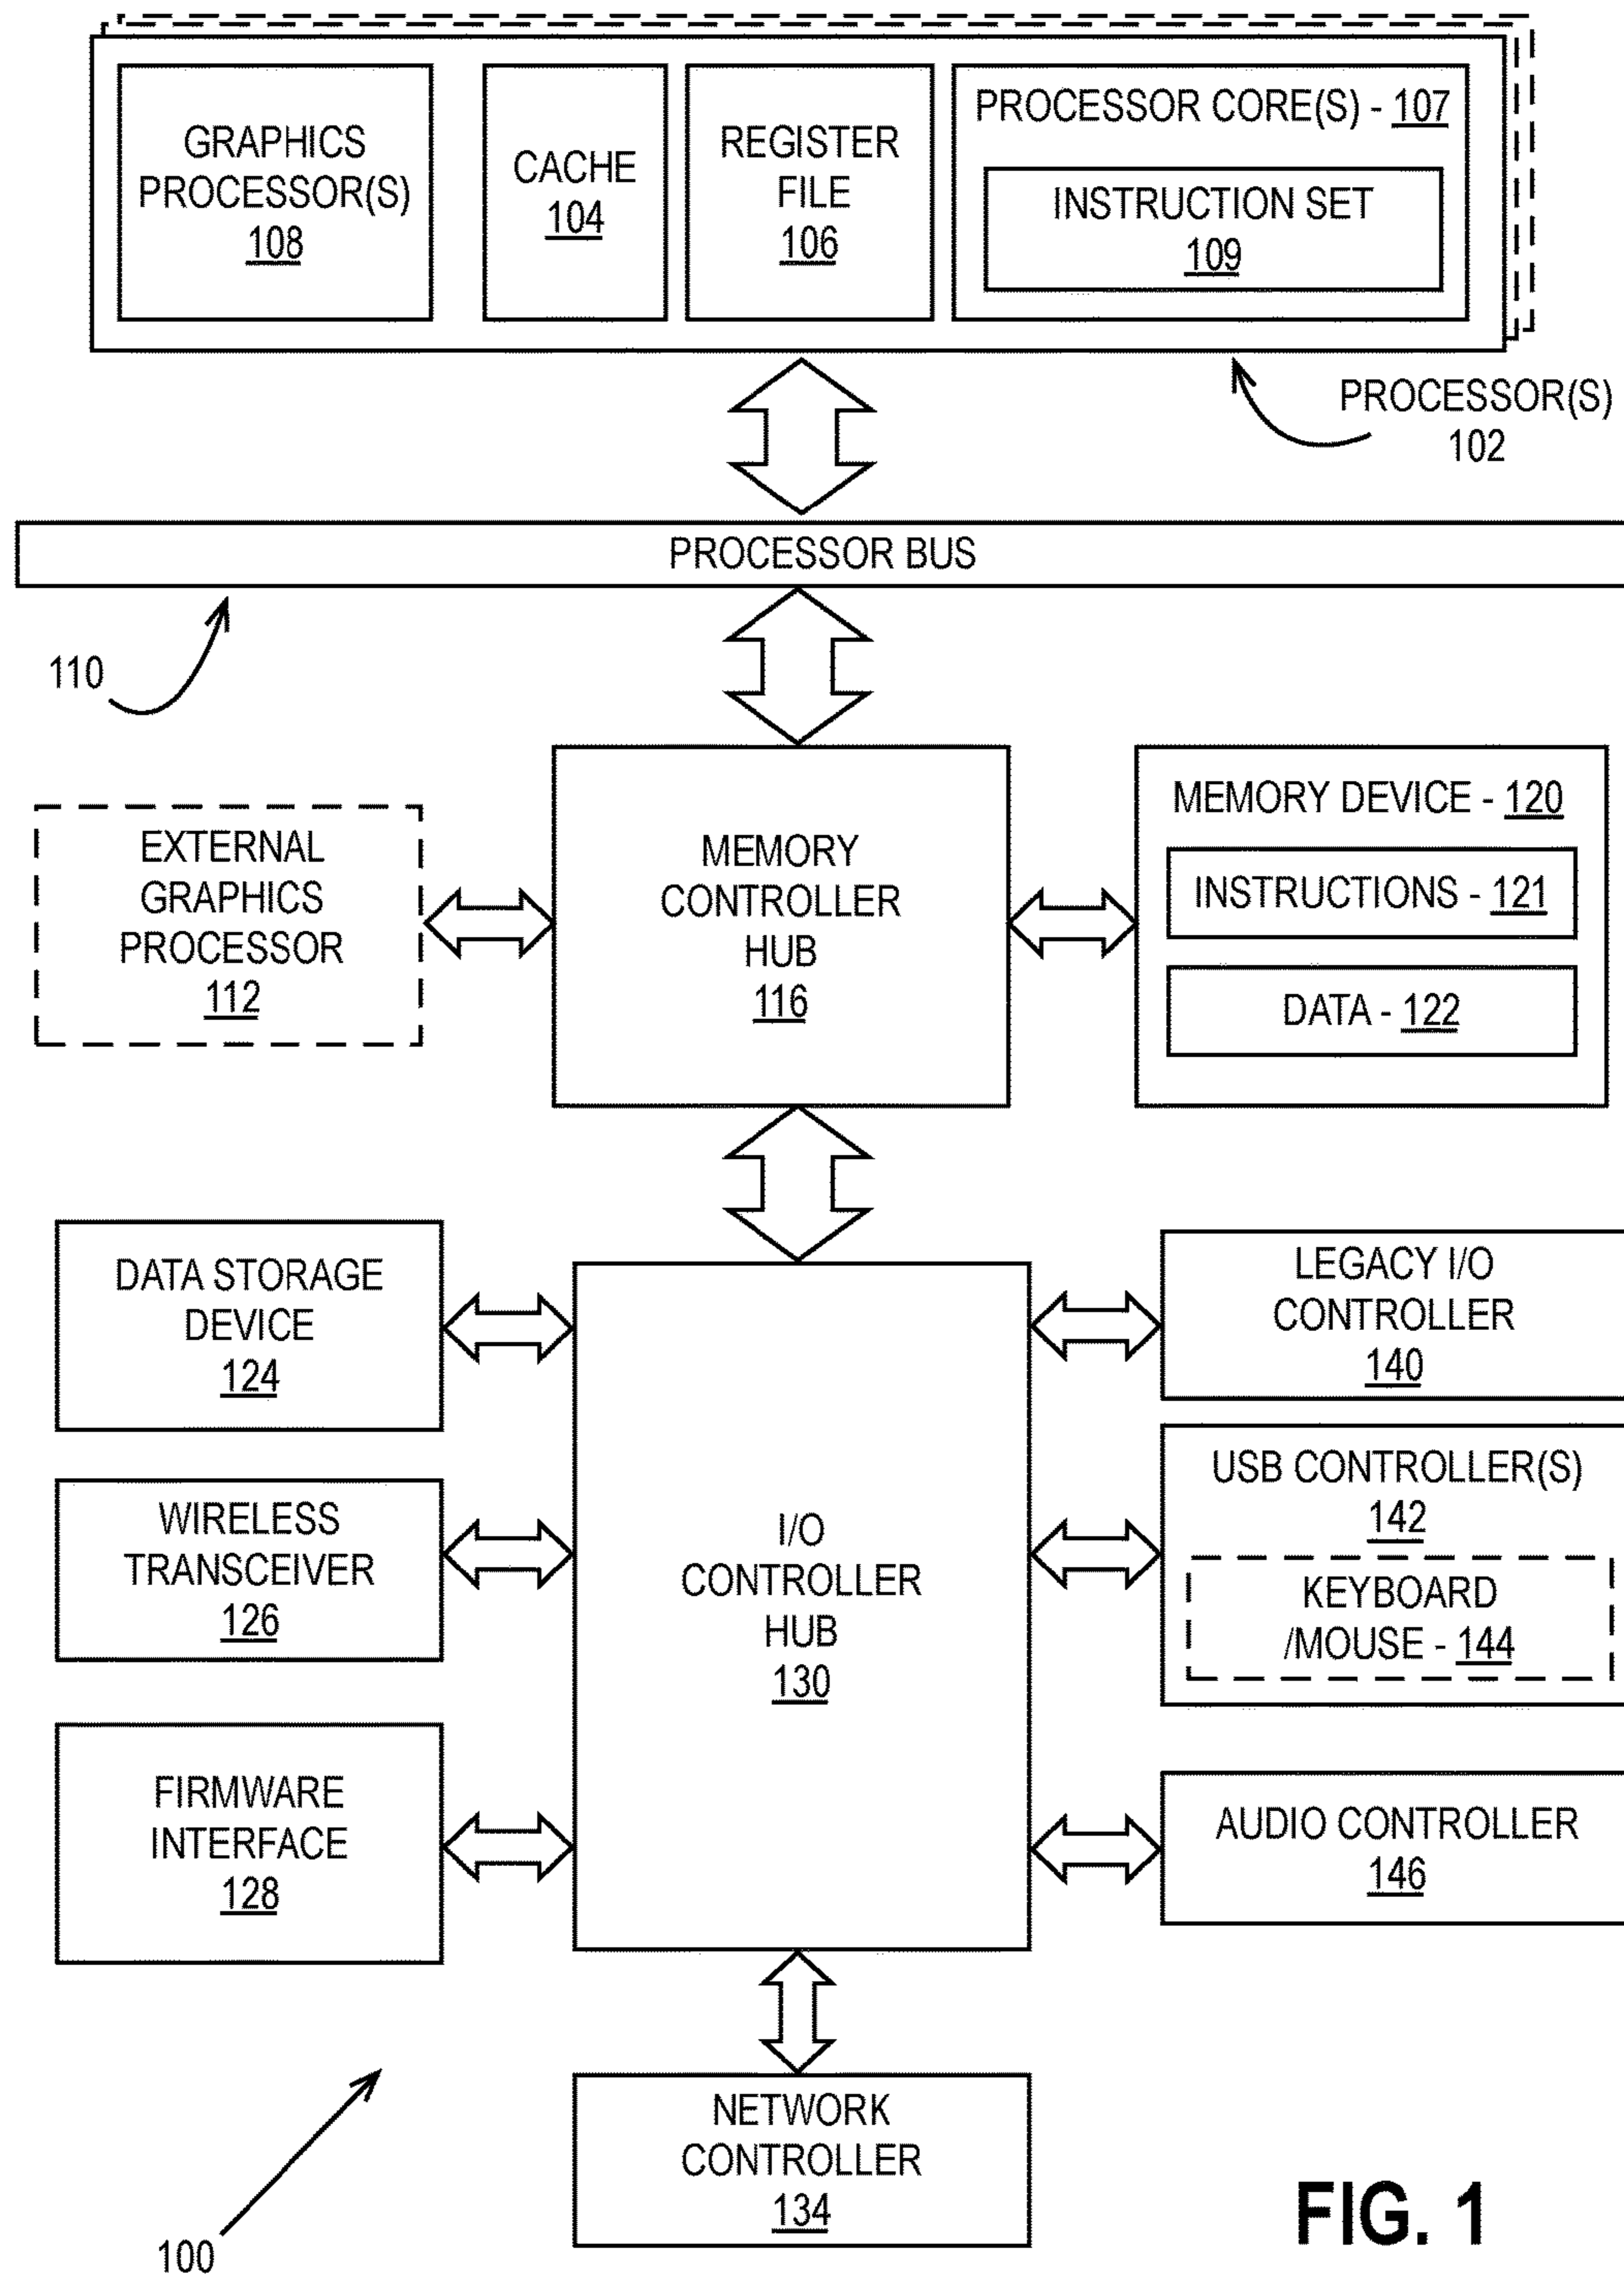 GRAPHICS
PROCESSOR(S)
108
CACHE
104
REGISTER
FILE
106
PROCESSOR CORE(S) - 107
INSTRUCTION SET
109
PROCESSOR(S)
102
PROCESSOR BUS
110
EXTERNAL
GRAPHICS
PROCESSOR
112
MEMORY
CONTROLLER
HUB
116
MEMORY DEVICE - 120
INSTRUCTIONS - 121
DATA - 122
DATA STORAGE
DEVICE
124
WIRELESS
TRANSCEIVER
126
FIRMWARE
INTERFACE
128
I/O
CONTROLLER
HUB
130
LEGACY I/O
CONTROLLER
140
USB CONTROLLER(S)
142
KEYBOARD
/MOUSE - 144
AUDIO CONTROLLER
146
NETWORK
CONTROLLER
134
100
FIG. 1